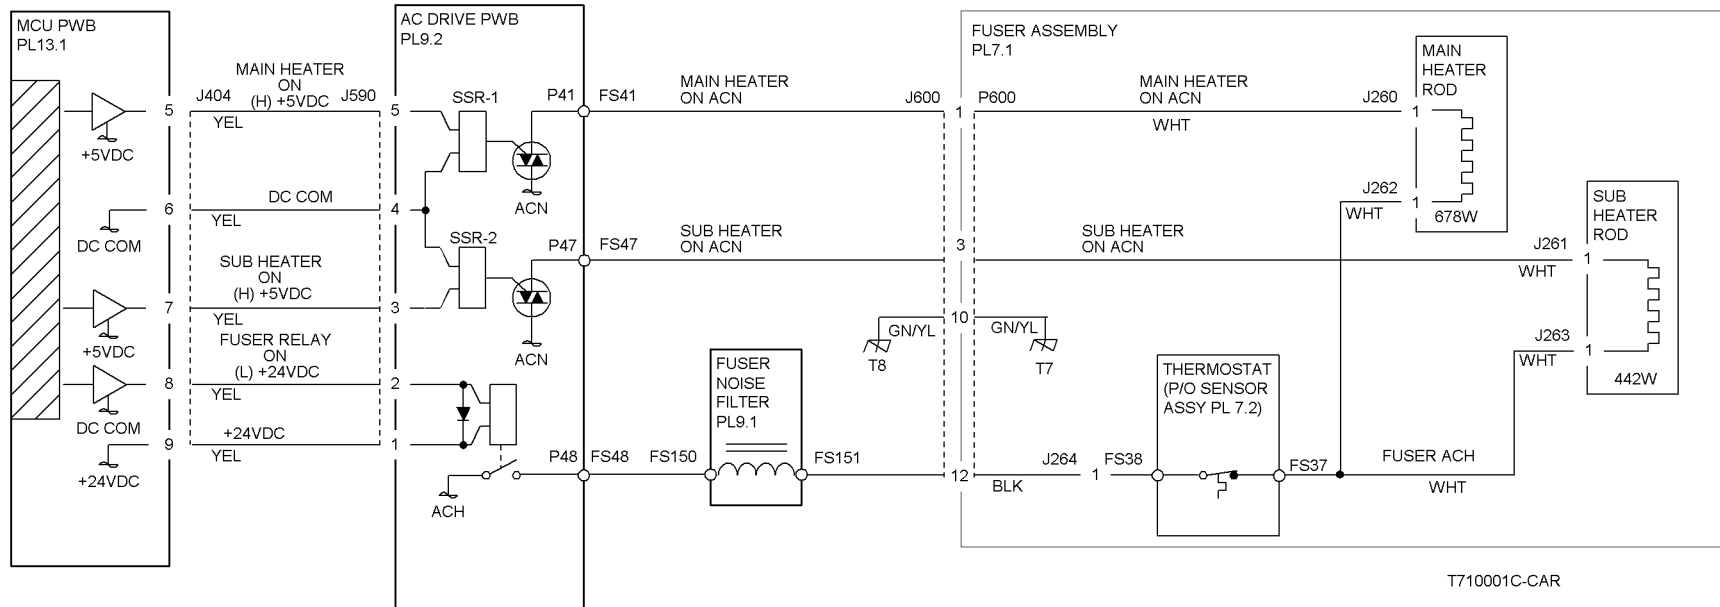 MCU PWB
PL13.1
5
+5VDC
6
DC COM
7
+5VDC
8
DC COM
9
+24VDC
J404
MAIN HEATER
ON
(H) +5VDC
J590
YEL
DC COM
YEL
SUB HEATER
ON
(H) +5VDC
YEL
FUSER RELAY
ON
(L) +24VDC
YEL
+24VDC
YEL
AC DRIVE PWB
PL9.2
5
SSR-1
P41
ACN
4
SSR-2
P47
3
ACN
2
1
P48
ACH
FS41
MAIN HEATER
ON ACN
J600
FS47
SUB HEATER
ON ACN
FS48
FS150
FUSER
NOISE
FILTER
PL9.1
FS151
GN/YL
T8
FUSER ASSEMBLY
PL7.1
1
P600
MAIN HEATER
ON ACN
WHT
J260
3
SUB HEATER
ON ACN
J261
WHT
10
GN/YL
T7
12
BLK
J264
1
FS38
THERMOSTAT
(P/O SENSOR
ASSY PL 7.2)
FS37
FUSER ACH
WHT
MAIN
HEATER
ROD
1
J262
WHT
1
678W
SUB
HEATER
ROD
1
J263
WHT
1
442W
T710001C-CAR